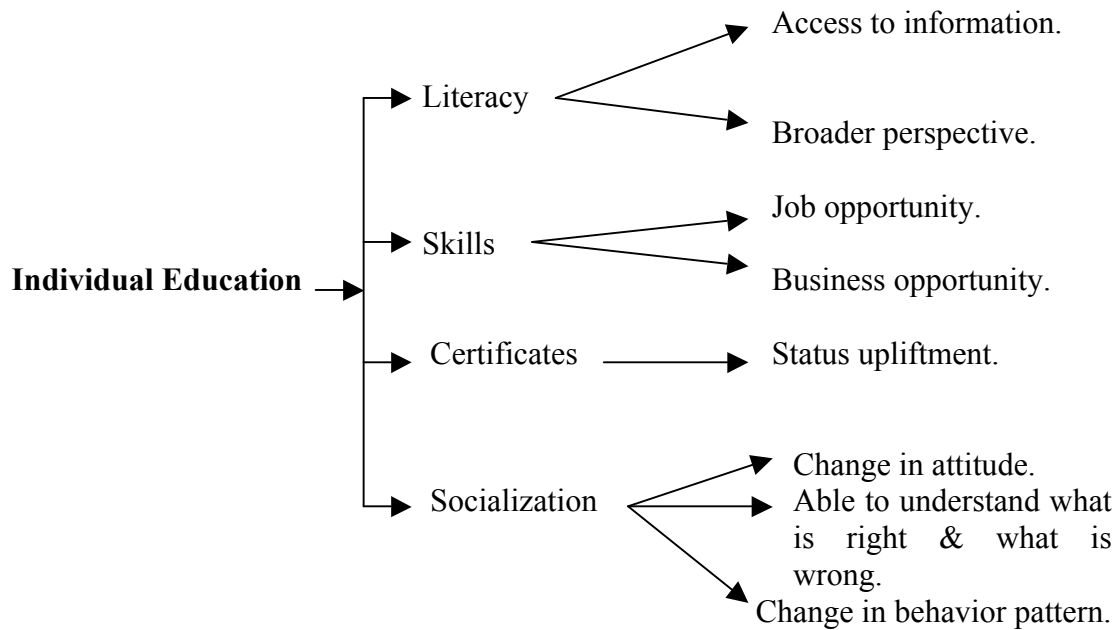 Access to information.
Literacy
Broader perspective.
Job opportunity.
Skills
Individual Education
Business opportunity.
Certificates
Status upliftment.
Change in attitude.
Socialization
Able to understand what
is right & what is
wrong.
Change in behavior pattern.